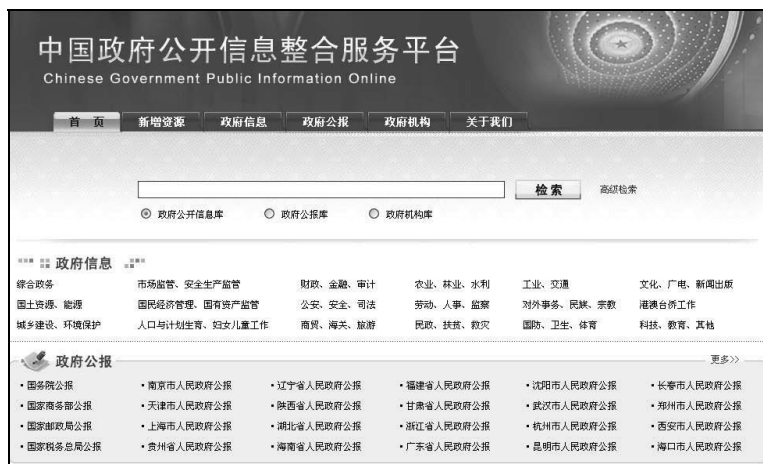 中国政府公开信息整合服务平台
Chinese Government Public Information Online
首 页 新增资源 政府信息 政府公报 政府机构 关于我们
检 索 高级检索
政府公开信息库 政府公报库 政府机构库
政府信息
综合政务 市场监管、安全生产监管 财政、金融、审计 农业、林业、水利 工业、交通 文化、广电、新闻出版
国土资源、能源 国民经济管理、国有资产监管 公安、安全、司法 劳动、人事、监察 对外事务、民族、宗教 港澳台侨工作
城乡建设、环境保护 人口与计划生育、妇女儿童工作 商贸、海关、旅游 民政、扶贫、救灾 国防、卫生、体育 科技、教育、其他
政府公报 更多>>
·国务院公报 ·南京市人民政府公报 ·辽宁省人民政府公报 ·福建省人民政府公报 ·沈阳市人民政府公报 ·长春市人民政府公报
·国家商务部公报 ·天津市人民政府公报 ·陕西省人民政府公报 ·甘肃省人民政府公报 ·武汉市人民政府公报 ·郑州市人民政府公报
·国家邮政局公报 ·上海市人民政府公报 ·湖北省人民政府公报 ·浙江省人民政府公报 ·杭州市人民政府公报 ·西安市人民政府公报
·国家税务总局公报 ·贵州省人民政府公报 ·海南省人民政府公报 ·广东省人民政府公报 ·昆明市人民政府公报 ·海口市人民政府公报